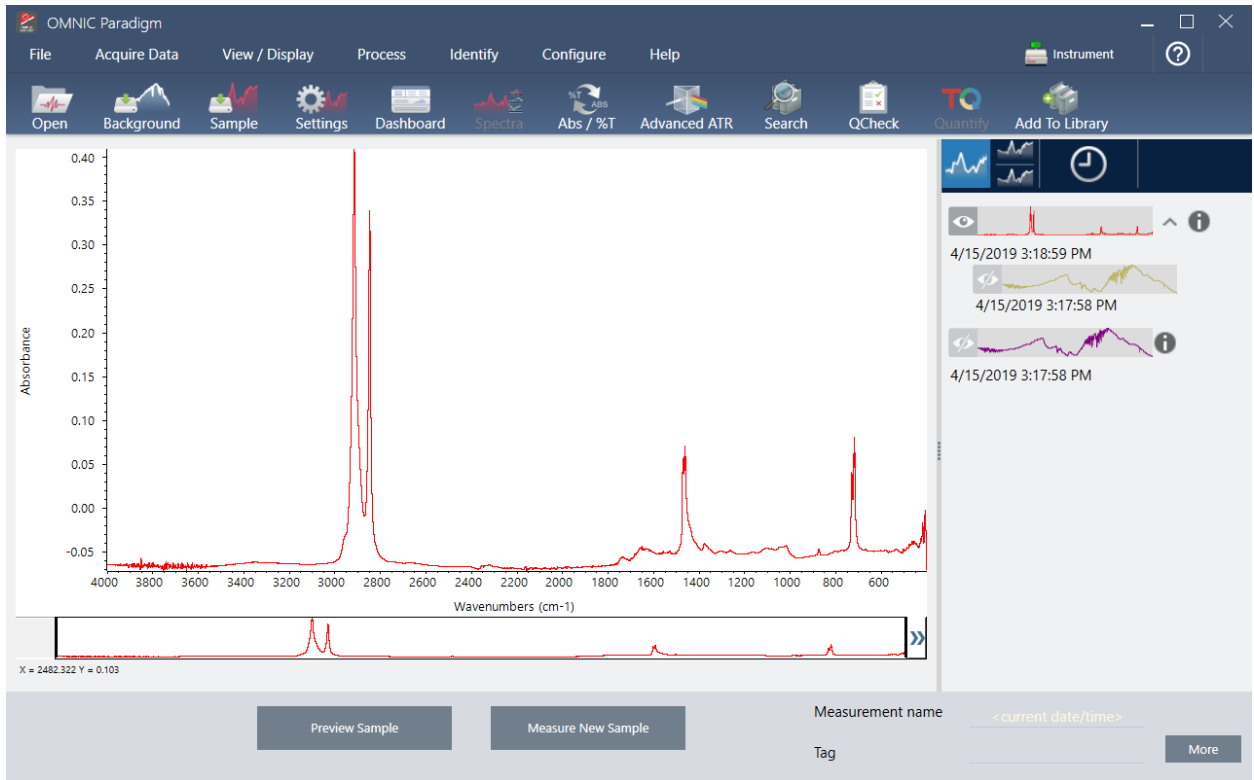 OMNIC Paradigm
File Acquire Data View / Display Process Identify Configure Help Instrument ?
%T ABS TQ
Open Background Sample Settings Dashboard Spectra Abs / %T Advanced ATR Search QCheck Quantify Add To Library
0.40
0.35
0.30
0.25
0.20
0.15
0.10
0.05
0.00
-0.05
Absorbance
4000 3800 3600 3400 3200 3000 2800 2600 2400 2200 2000 1800 1600 1400 1200 1000 800 600
Wavenumbers (cm-1)
X = 2482.322 Y = 0.103
4/15/2019 3:18:59 PM
4/15/2019 3:17:58 PM
4/15/2019 3:17:58 PM
Preview Sample Measure New Sample
Measurement name <current date/time>
Tag
More